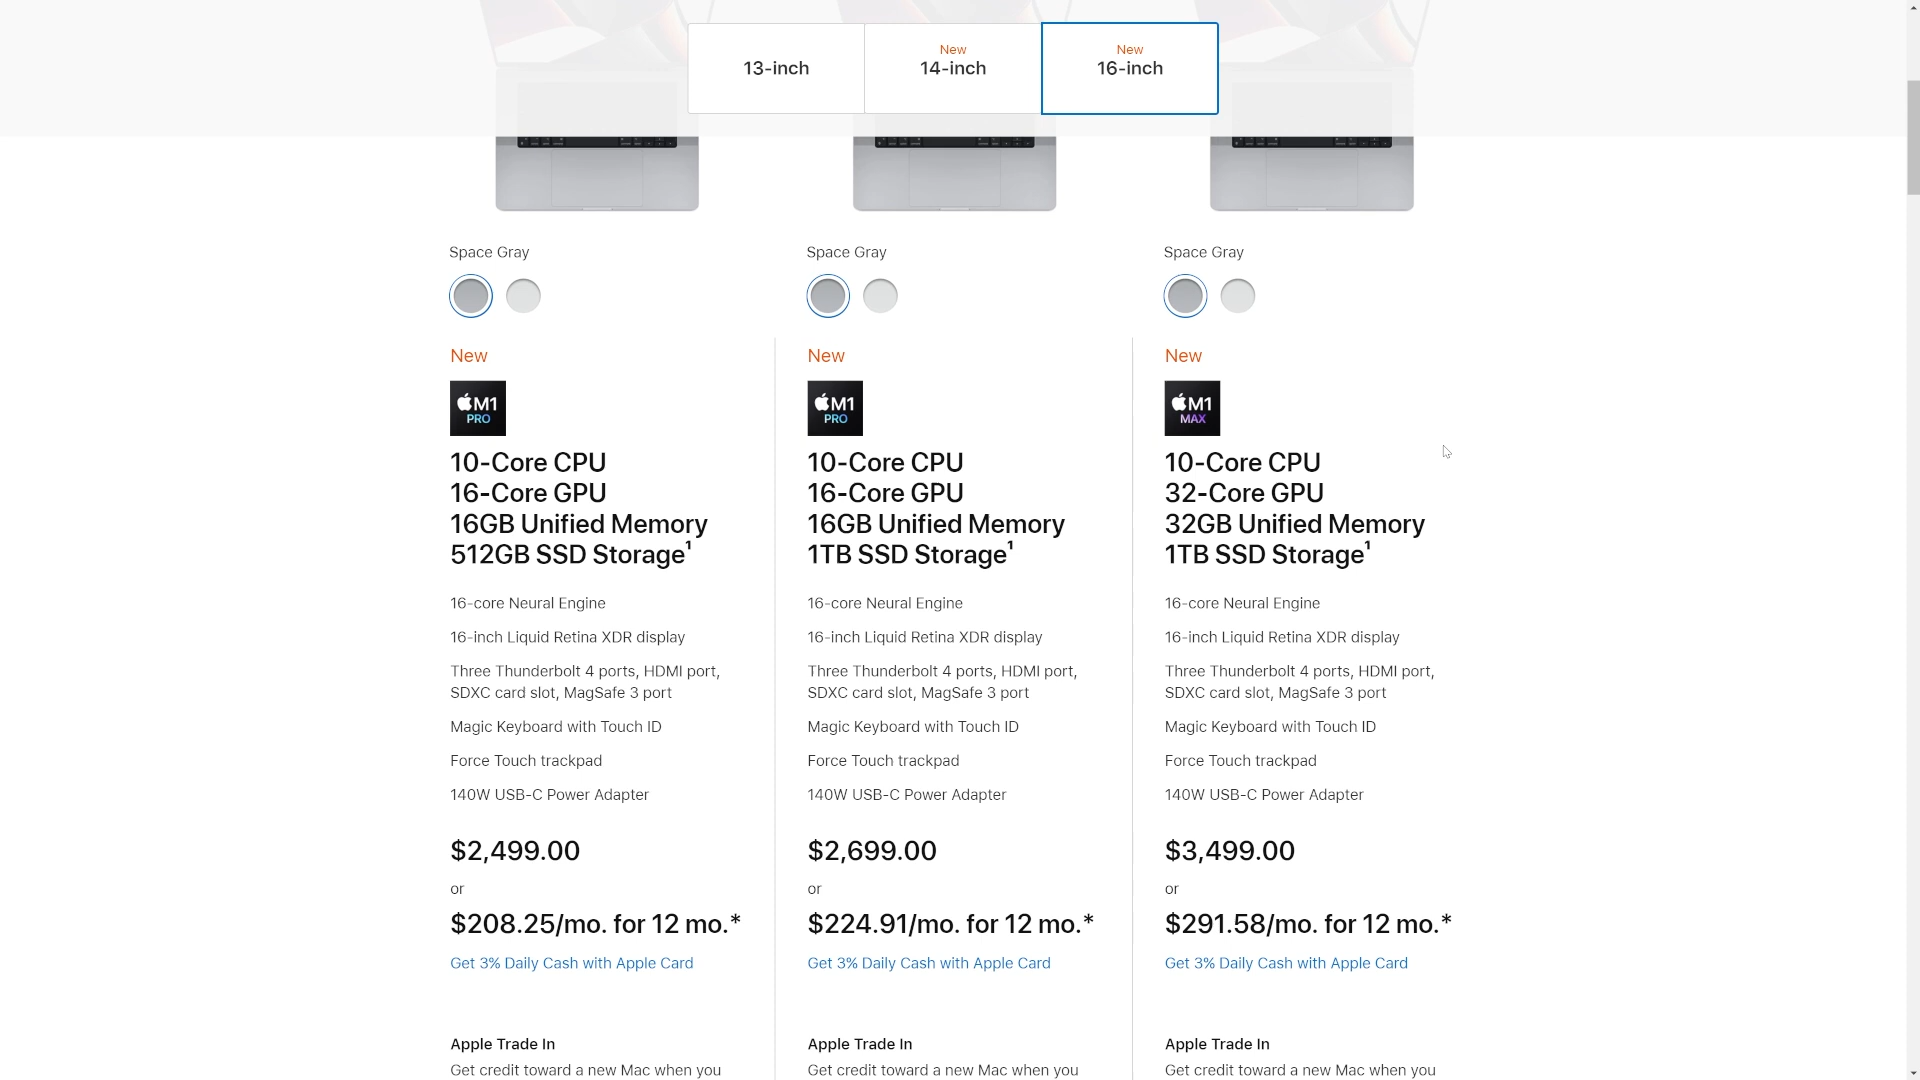 13-inch
New
14-inch
New
16-inch
Space Gray
Space Gray
Space Gray
New
M1
PRO
10-Core CPU
16-Core GPU
16GB Unified Memory
512GB SSD Storage¹
16-core Neural Engine
16-inch Liquid Retina XDR display
Three Thunderbolt 4 ports, HDMI port,
SDXC card slot, MagSafe 3 port
Magic Keyboard with Touch ID
Force Touch trackpad
140W USB-C Power Adapter
$2,499.00
or
$208.25/mo. for 12 mo.*
Get 3% Daily Cash with Apple Card
Apple Trade In
Get credit toward a new Mac when you
New
M1
PRO
10-Core CPU
16-Core GPU
16GB Unified Memory
1TB SSD Storage¹
16-core Neural Engine
16-inch Liquid Retina XDR display
Three Thunderbolt 4 ports, HDMI port,
SDXC card slot, MagSafe 3 port
Magic Keyboard with Touch ID
Force Touch trackpad
140W USB-C Power Adapter
$2,699.00
or
$224.91/mo. for 12 mo.*
Get 3% Daily Cash with Apple Card
Apple Trade In
Get credit toward a new Mac when you
New
M1
MAX
10-Core CPU
32-Core GPU
32GB Unified Memory
1TB SSD Storage¹
16-core Neural Engine
16-inch Liquid Retina XDR display
Three Thunderbolt 4 ports, HDMI port,
SDXC card slot, MagSafe 3 port
Magic Keyboard with Touch ID
Force Touch trackpad
140W USB-C Power Adapter
$3,499.00
or
$291.58/mo. for 12 mo.*
Get 3% Daily Cash with Apple Card
Apple Trade In
Get credit toward a new Mac when you